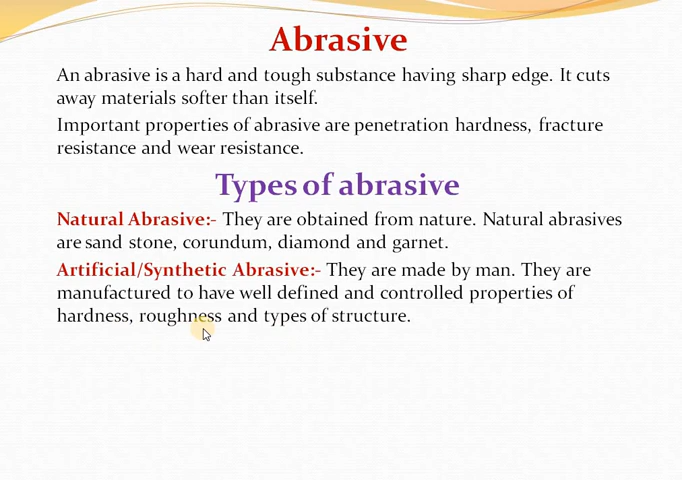 Abrasive
An abrasive is a hard and tough substance having sharp edge. It cuts
away materials softer than itself.
Important properties of abrasive are penetration hardness, fracture
resistance and wear resistance.
Types of abrasive
Natural Abrasive:- They are obtained from nature. Natural abrasives
are sand stone, corundum, diamond and garnet.
Artificial/Synthetic Abrasive:- They are made by man. They are
manufactured to have well defined and controlled properties of
hardness, roughness and types of structure.